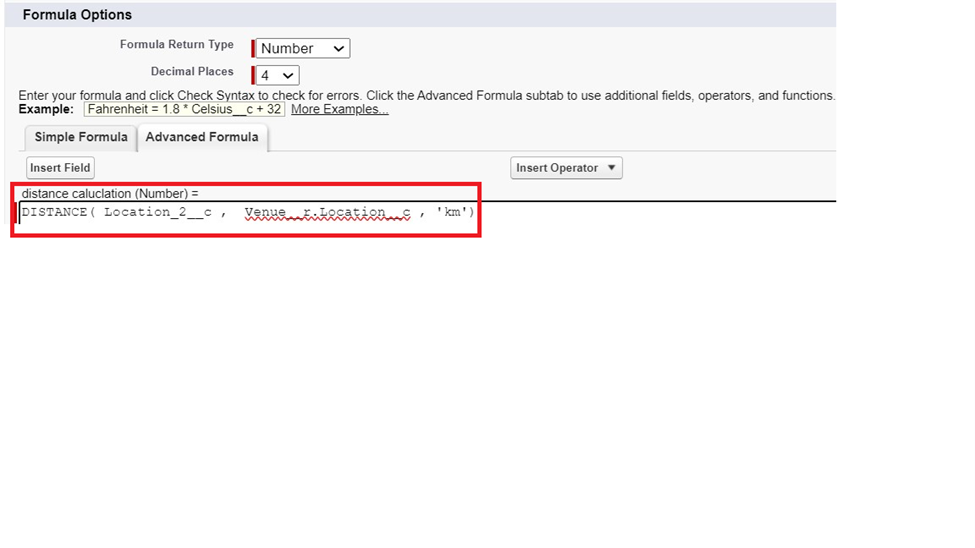 Formula Options
Formula Return Type Number
Decimal Places 4
Enter your formula and click Check Syntax to check for errors. Click the Advanced Formula subtab to use additional fields, operators, and functions.
Example: Fahrenheit = 1.8 * Celsius__c + 32 More Examples...
Simple Formula Advanced Formula
Insert Field Insert Operator
distance caluclation (Number) =
DISTANCE( Location_2__c , Venue__r.Location__c , 'km')